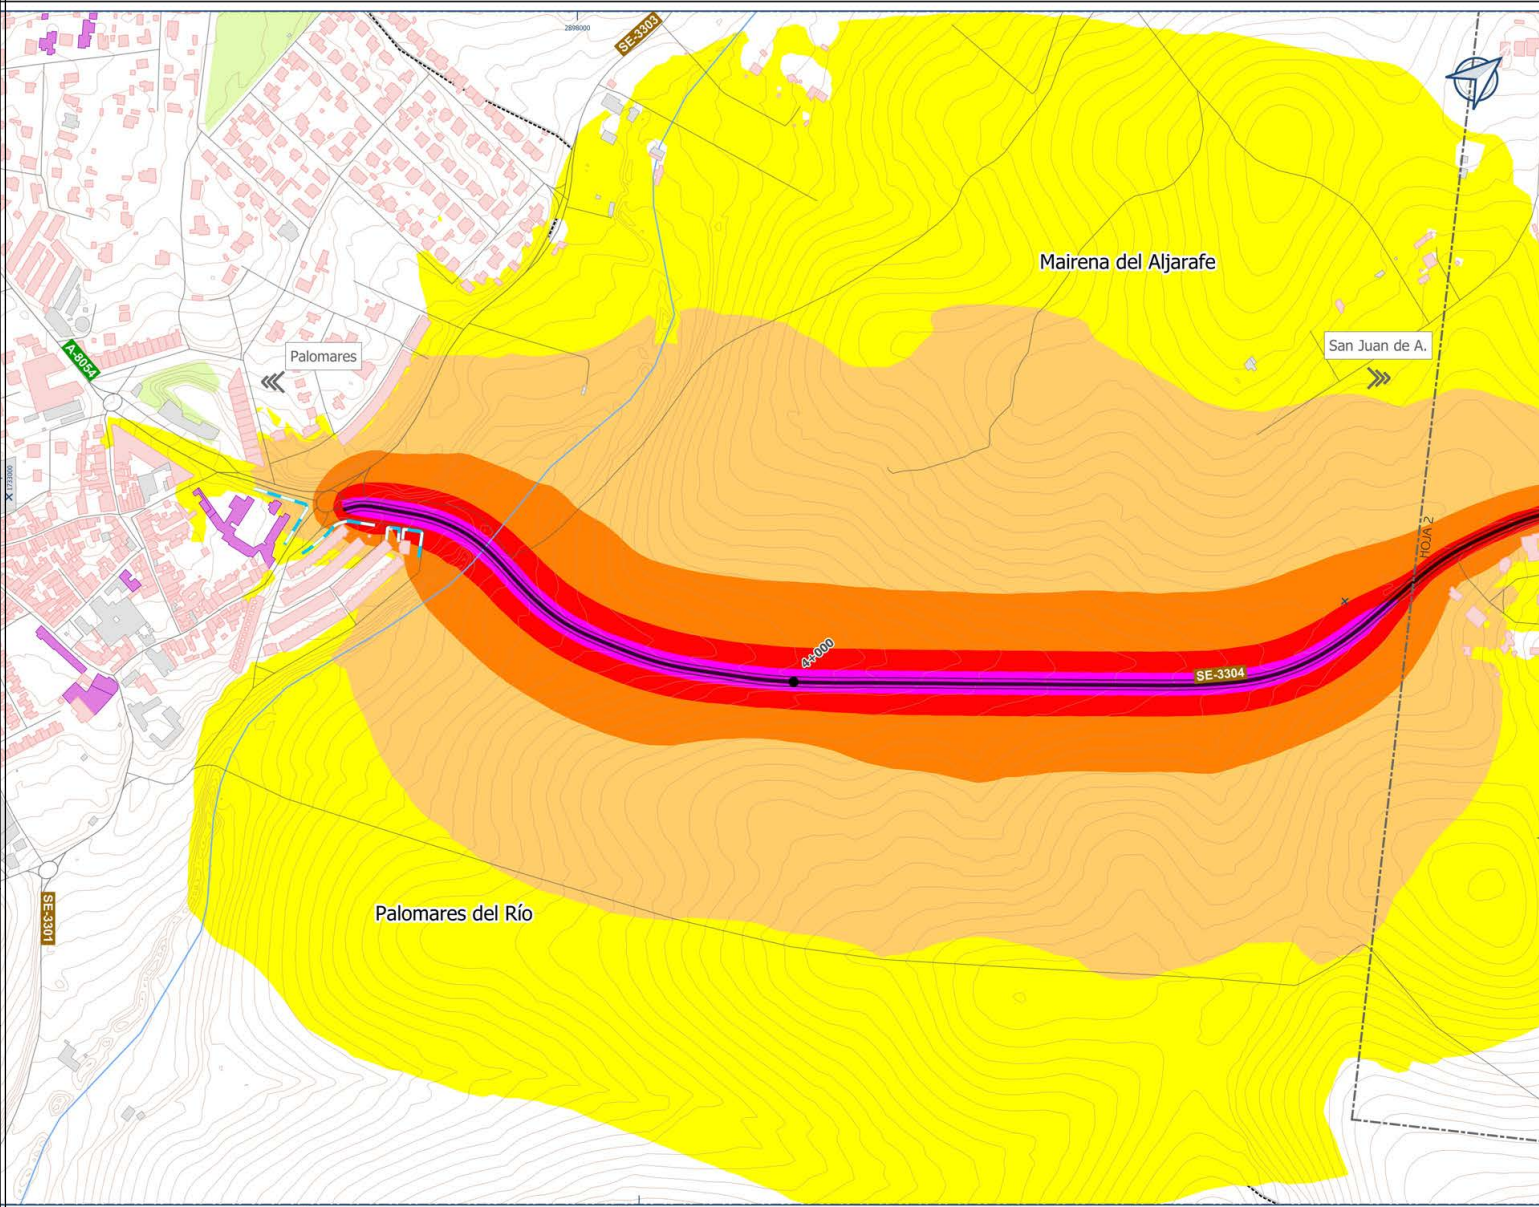 2898000
SE-3303
Mairena del Aljarafe
A-8054
Palomares
San Juan de A.
1733000
HOJA 2
4+000
SE-3304
SE-3301
Palomares del Río